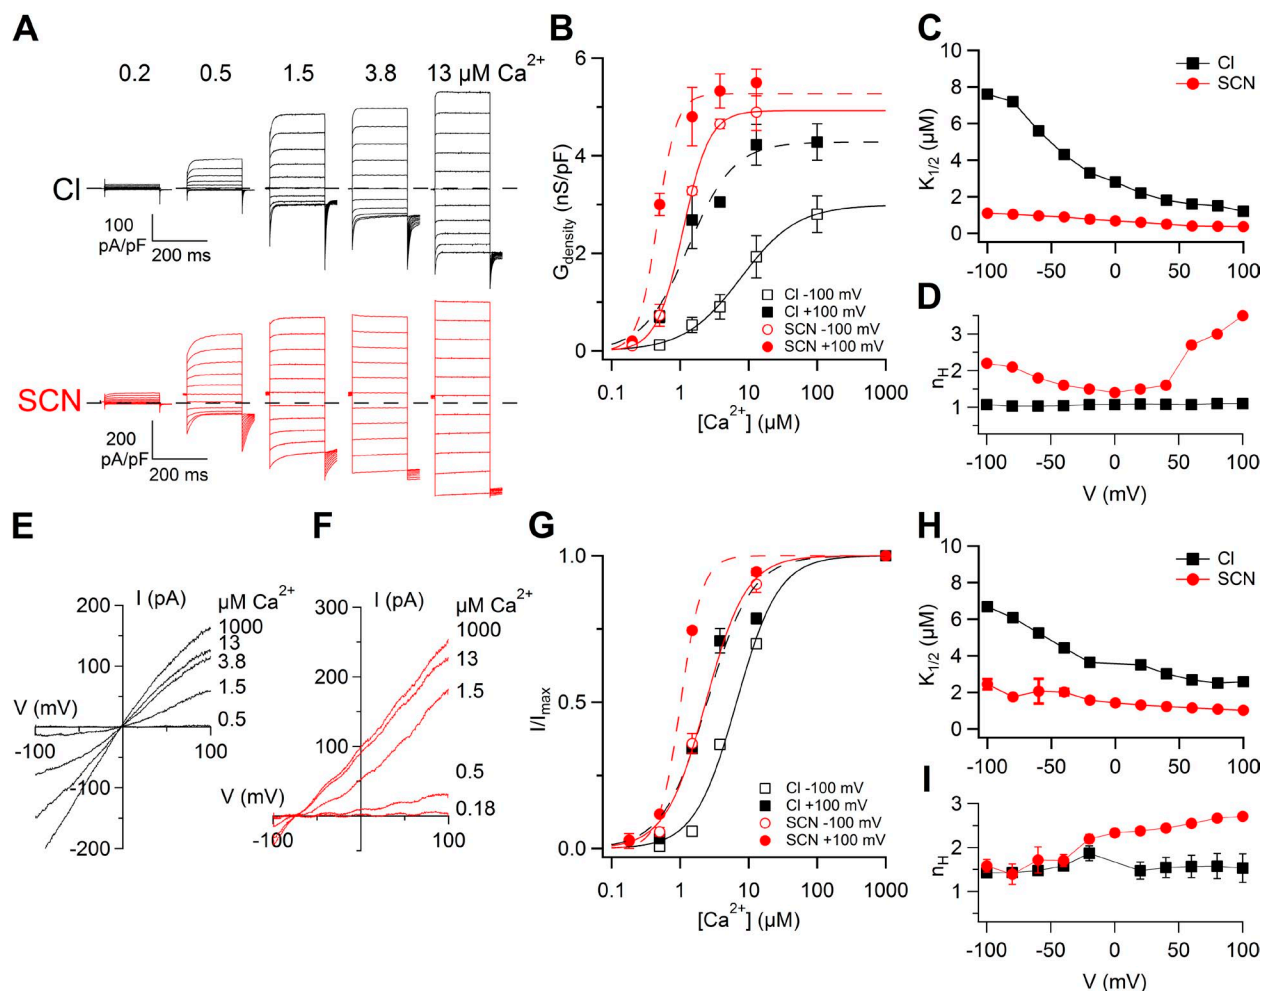 A
0.2 0.5 1.5 3.8 13 µM Ca2+
Cl
100
pA/pF
200 ms
SCN
200
pA/pF
200 ms
B
6
4
2
0
Gdensity (nS/pF)
Cl -100 mV
Cl +100 mV
SCN -100 mV
SCN +100 mV
0.1 1 10 100 1000
[Ca2+] (µM)
C
10
8
6
4
2
0
K1/2 (µM)
Cl
SCN
-100 -50 0 50 100
D
3
2
1
nH
-100 -50 0 50 100
V (mV)
E
I (pA)
200
100
-100
-200
V (mV)
-100
100
µM Ca2+
1000
13
3.8
1.5
0.5
F
I (pA)
300
200
100
V (mV)
-100
100
µM Ca2+
1000
13
1.5
0.5
0.18
G
1.0
0.5
0.0
I/Imax
Cl -100 mV
Cl +100 mV
SCN -100 mV
SCN +100 mV
0.1 1 10 100 1000
[Ca2+] (µM)
H
10
8
6
4
2
0
K1/2 (µM)
Cl
SCN
-100 -50 0 50 100
I
3
2
1
nH
-100 -50 0 50 100
V (mV)